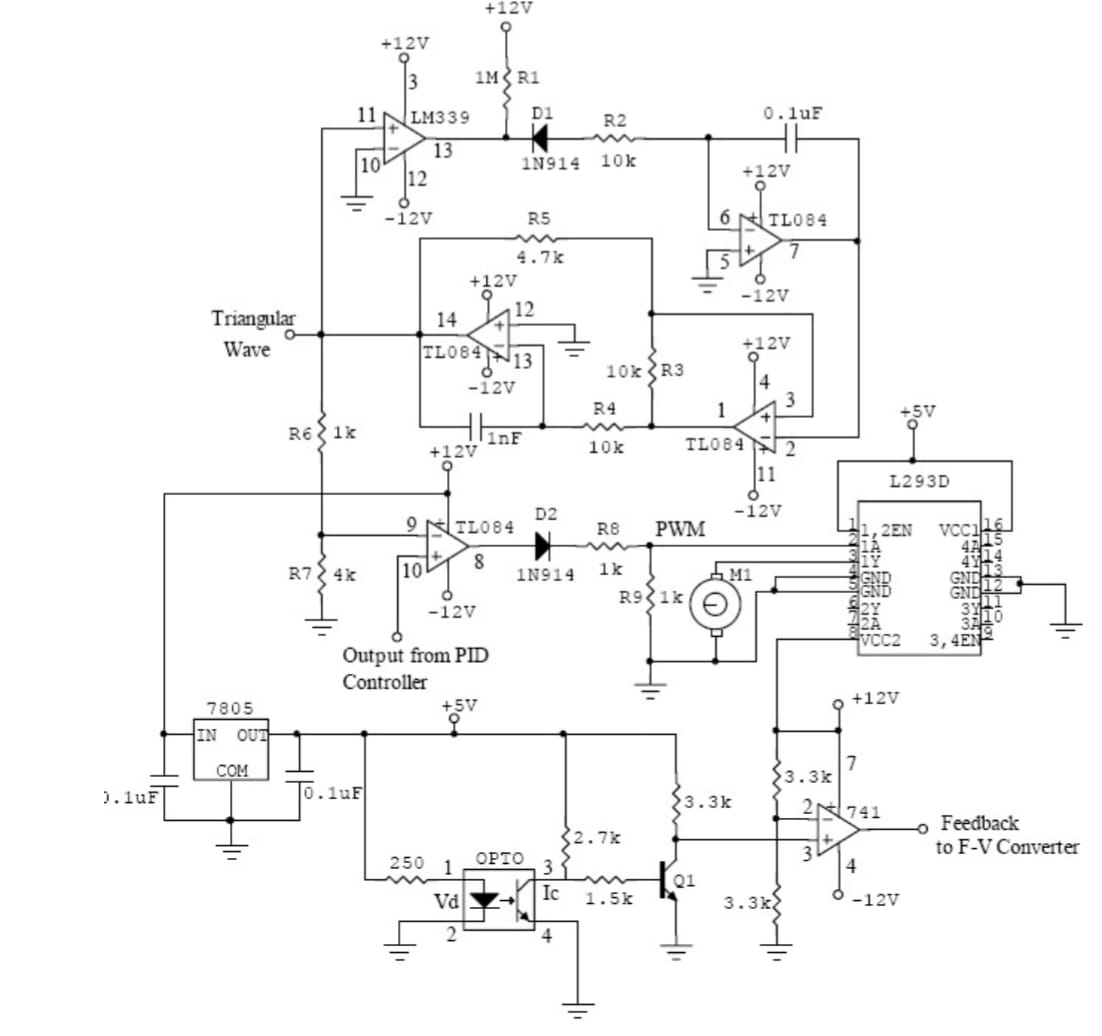 +12V
+12V
3
1M R1
11 + LM339
13
10 −
12
−12V
D1
1N914
R2
10k
0.1uF
+12V
6 − TL084
7
5 +
−12V
R5
4.7k
+12V
14
12
+
−
TL084
13
−12V
Triangular
Wave
10k R3
+12V
4
1
3
+
−
TL084
2
11
−12V
R4
10k
1nF
R6 1k
+12V
+5V
L293D
1 1,2EN VCC1 16
2 1A 4A 15
3 1Y 4Y 14
4 GND GND 13
5 GND GND 12
6 2Y 3Y 11
7 2A 3A 10
8 VCC2 3,4EN 9
9 − TL084
8
10 +
−12V
D2
1N914
R8
1k
PWM
R9 1k
M1
R7 4k
Output from PID
Controller
7805
IN OUT
COM
0.1uF
0.1uF
+5V
+12V
3.3k
7
2 − 741
3 +
4
−12V
Feedback
to F-V Converter
3.3k
3.3k
2.7k
250
1 OPTO 3
Vd
Ic
2
4
1.5k
Q1